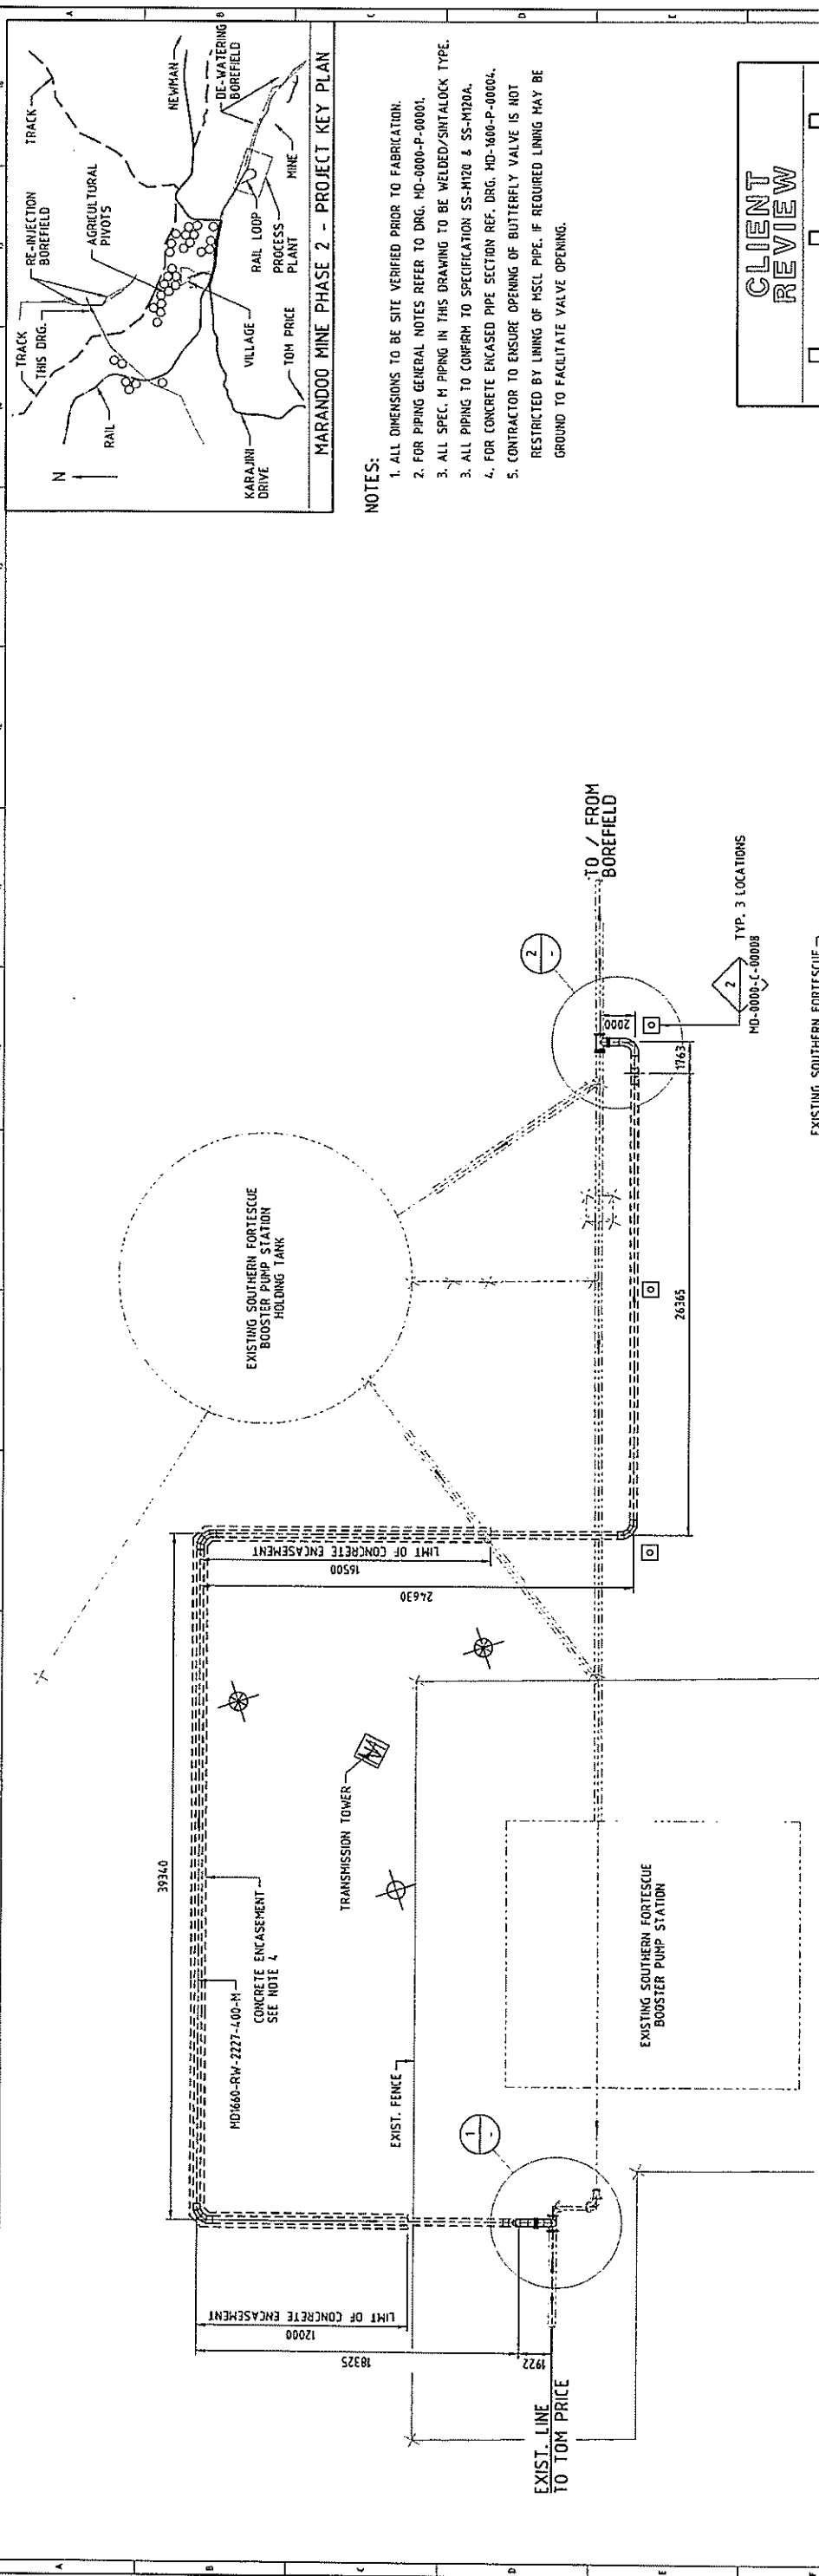 TRACK
THIS DRG.
RE-INJECTION
BOREFIELD
TRACK
AGRICULTURAL
PIVOTS
NEWMAN
DE-WATERING
BOREFIELD
RAIL
N
RAIL LOOP
PROCESS
PLANT
MINE
VILLAGE
TOM PRICE
KARAJINI
DRIVE
MARANDOO MINE PHASE 2 - PROJECT KEY PLAN
NOTES:
1. ALL DIMENSIONS TO BE SITE VERIFIED PRIOR TO FABRICATION.
2. FOR PIPING GENERAL NOTES REFER TO DRG. MD-0000-P-00001.
3. ALL SPEC. M PIPING IN THIS DRAWING TO BE WELDED/SINTALOCK TYPE.
3. ALL PIPING TO CONFIRM TO SPECIFICATION SS-M120 & SS-M120A.
4. FOR CONCRETE ENCASED PIPE SECTION REF. DRG. MD-1600-P-00004.
5. CONTRACTOR TO ENSURE OPENING OF BUTTERFLY VALVE IS NOT
RESTRICTED BY LINING OF MSCL PIPE. IF REQUIRED LINING MAY BE
GROUND TO FACILITATE VALVE OPENING.
CLIENT
REVIEW
EXISTING SOUTHERN FORTESCUE
BOOSTER PUMP STATION
HOLDING TANK
TO / FROM
BOREFIELD
2
-
2000
1763
26365
2
TYP. 3 LOCATIONS
MD-0000-C-00008
EXISTING SOUTHERN FORTESCUE
LIMT OF CONCRETE ENCASEMENT
16500
24630
39340
MD1660-RW-2227-400-M
CONCRETE ENCASEMENT
SEE NOTE 4
TRANSMISSION TOWER
EXIST. FENCE
EXISTING SOUTHERN FORTESCUE
BOOSTER PUMP STATION
1
-
LIMT OF CONCRETE ENCASEMENT
12000
18325
1922
EXIST. LINE
TO TOM PRICE
A
B
C
D
E
A
B
C
D
E